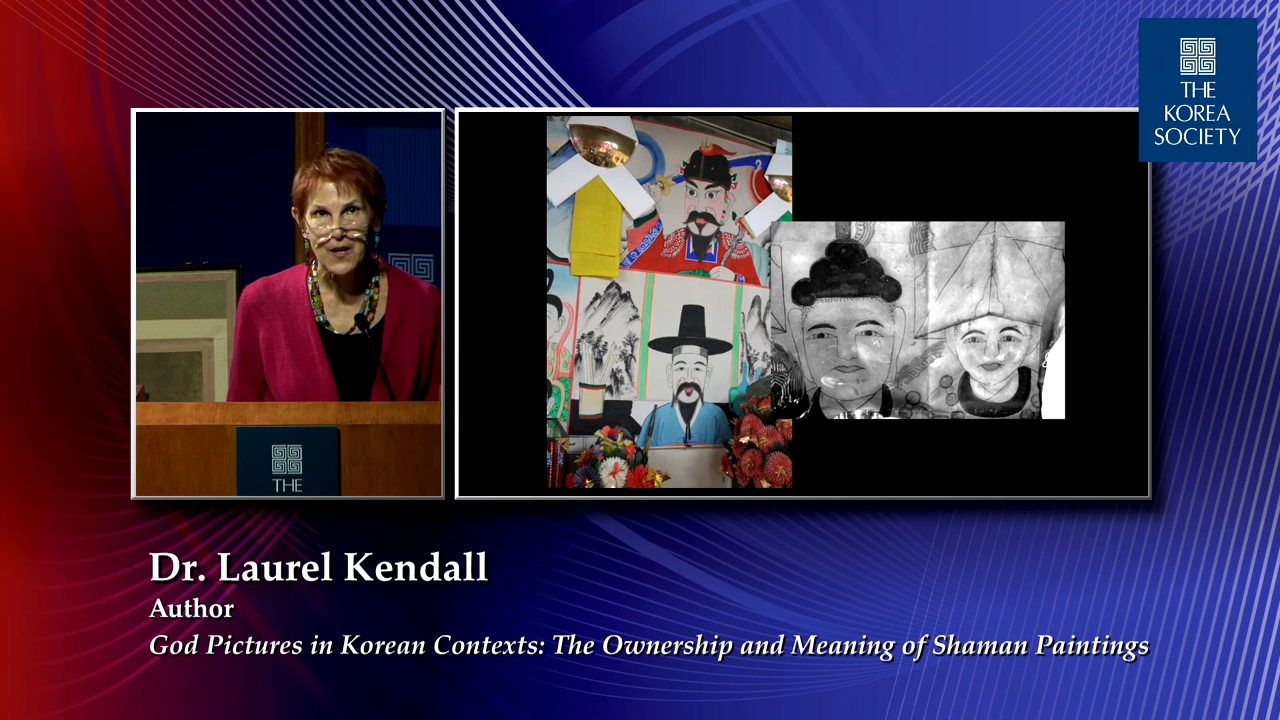 THE
KOREA
SOCIETY
THE
Dr. Laurel Kendall
Author
God Pictures in Korean Contexts: The Ownership and Meaning of Shaman Paintings